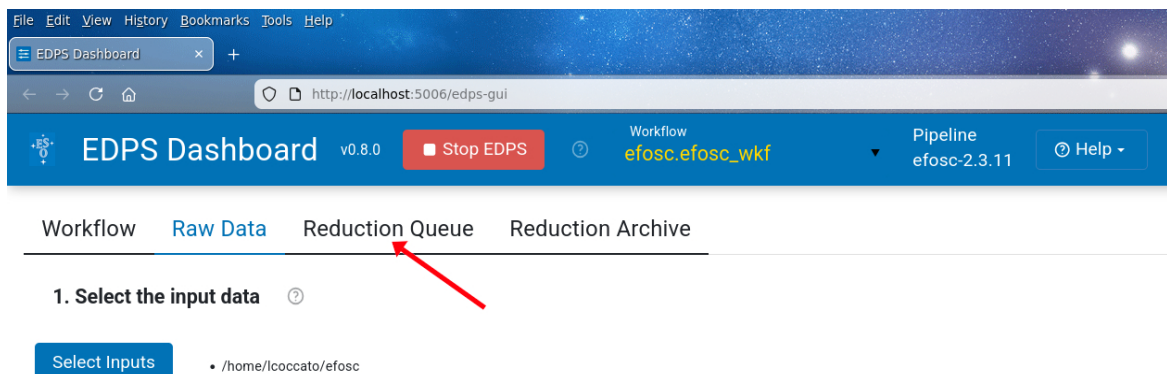 File Edit View History Bookmarks Tools Help
EDPS Dashboard × +
http://localhost:5006/edps-gui
ES
O
EDPS Dashboard v0.8.0 Stop EDPS ? Workflow
efosc.efosc_wkf
Pipeline
efosc-2.3.11
? Help
Workflow Raw Data Reduction Queue Reduction Archive
1. Select the input data ?
Select Inputs • /home/lcoccato/efosc